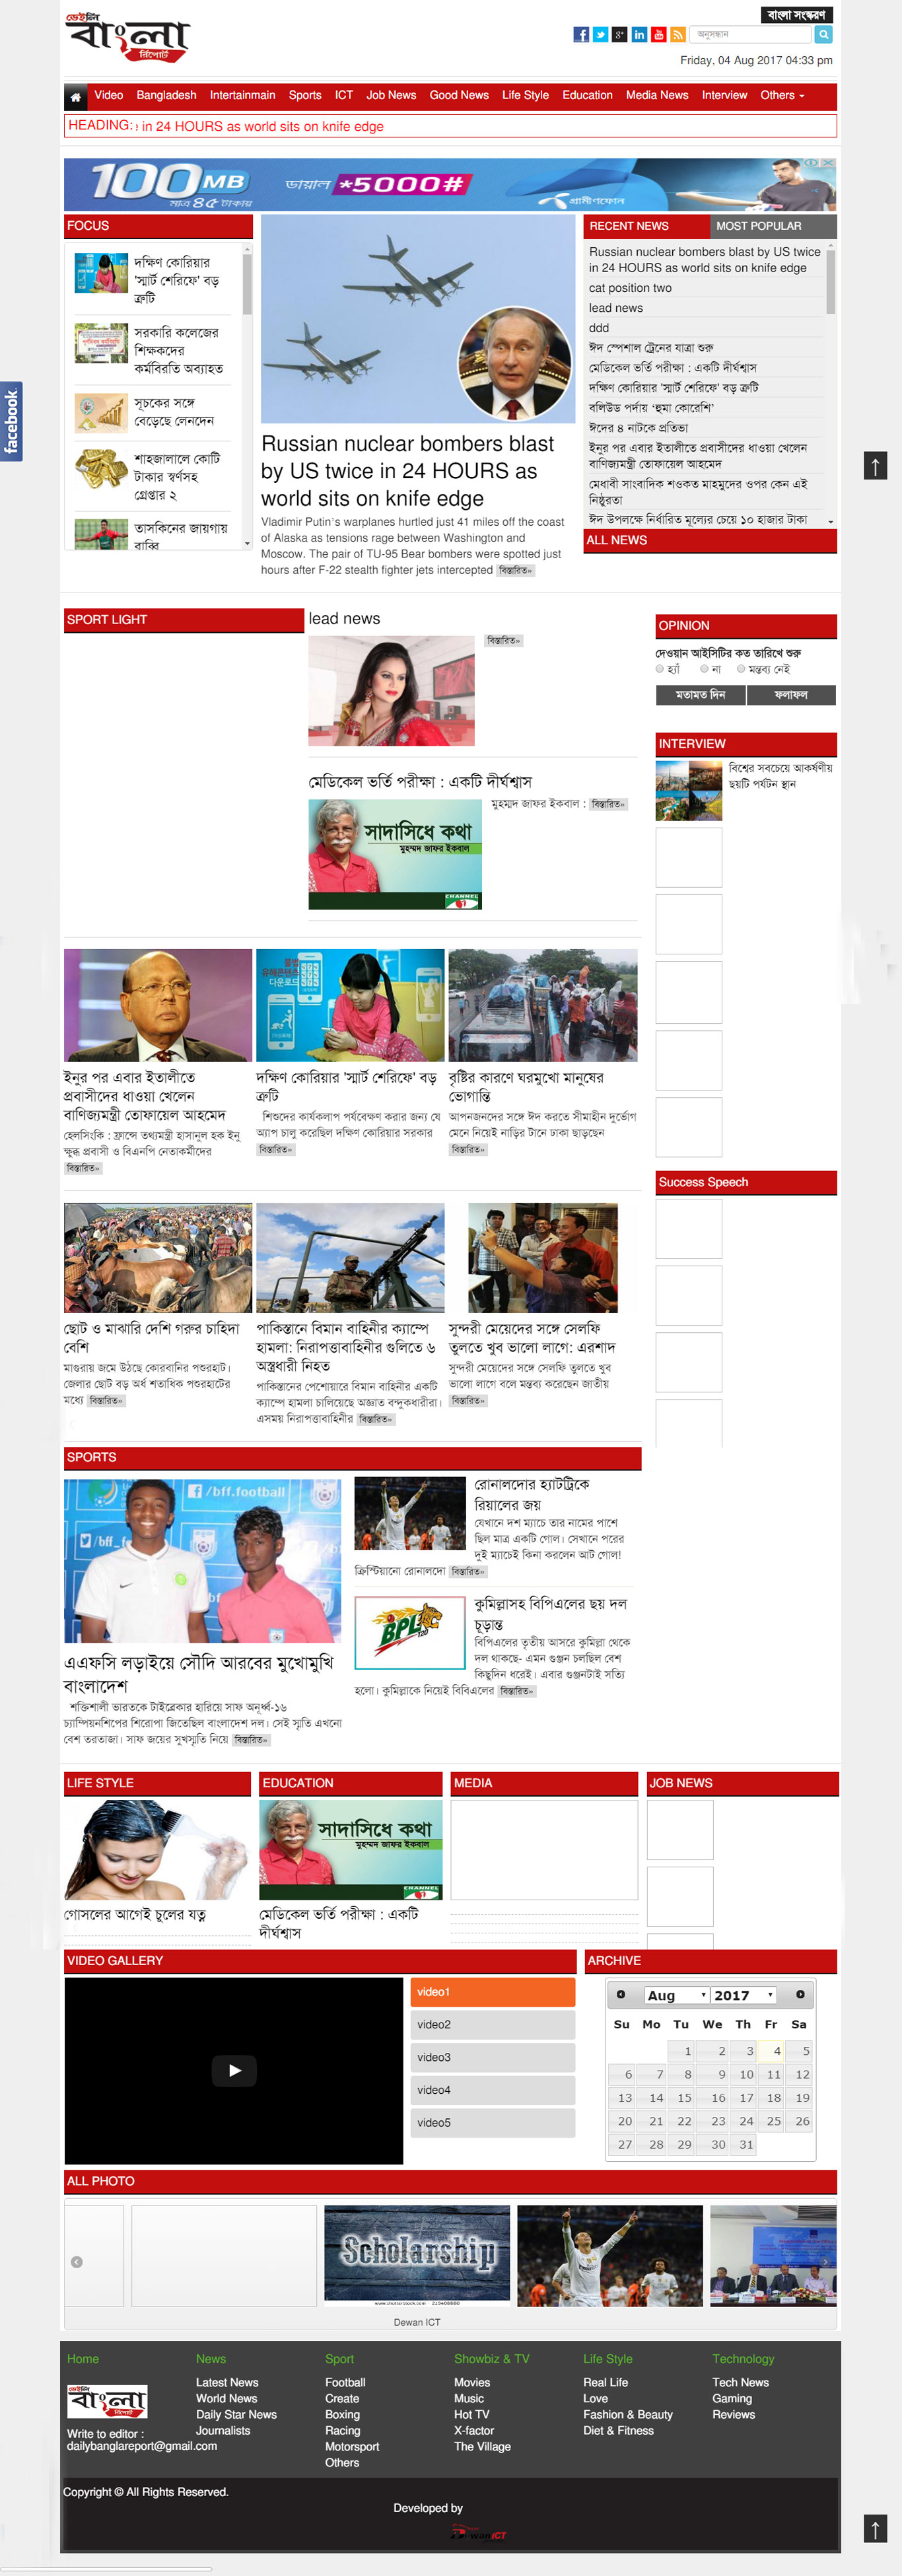 ডেইলি
বাংলা
রিপোর্ট
বাংলা সংস্করণ
অনুসন্ধান
Friday, 04 Aug 2017 04:33 pm
Video Bangladesh Intertainmain Sports ICT Job News Good News Life Style Education Media News Interview Others
HEADING: in 24 HOURS as world sits on knife edge
100 MB
মাত্র ৪৫ টাকায়
ডায়াল *5000#
গ্রামীণফোন
facebook
FOCUS
দক্ষিণ কোরিয়ার
'স্মার্ট শেরিফে' বড়
ত্রুটি
সরকারি কলেজের
শিক্ষকদের
কর্মবিরতি অব্যাহত
সূচকের সঙ্গে
বেড়েছে লেনদেন
শাহজালালে কোটি
টাকার স্বর্ণসহ
গ্রেপ্তার ২
তাসকিনের জায়গায়
রাব্বি
Russian nuclear bombers blast
by US twice in 24 HOURS as
world sits on knife edge
Vladimir Putin's warplanes hurtled just 41 miles off the coast
of Alaska as tensions rage between Washington and
Moscow. The pair of TU-95 Bear bombers were spotted just
hours after F-22 stealth fighter jets intercepted বিস্তারিত»
RECENT NEWS MOST POPULAR
Russian nuclear bombers blast by US twice
in 24 HOURS as world sits on knife edge
cat position two
lead news
ddd
ঈদ স্পেশাল ট্রেনের যাত্রা শুরু
মেডিকেল ভর্তি পরীক্ষা : একটি দীর্ঘশ্বাস
দক্ষিণ কোরিয়ার 'স্মার্ট শেরিফে' বড় ত্রুটি
বলিউড পর্দায় ‘হুমা কোরেশি’
ঈদের ৪ নাটকে প্রতিভা
ইনুর পর এবার ইতালীতে প্রবাসীদের ধাওয়া খেলেন
বাণিজ্যমন্ত্রী তোফায়েল আহমেদ
মেধাবী সাংবাদিক শওকত মাহমুদের ওপর কেন এই
নিষ্ঠুরতা
ঈদ উপলক্ষে নির্ধারিত মূল্যের চেয়ে ১০ হাজার টাকা
ALL NEWS
SPORT LIGHT
lead news
বিস্তারিত»
মেডিকেল ভর্তি পরীক্ষা : একটি দীর্ঘশ্বাস
সাদাসিধে কথা
মুহম্মদ জাফর ইকবাল
CHANNEL
মুহম্মদ জাফর ইকবাল : বিস্তারিত»
OPINION
দেওয়ান আইসিটির কত তারিখে শুরু
হ্যাঁ না মন্তব্য নেই
মতামত দিন ফলাফল
INTERVIEW
বিশ্বের সবচেয়ে আকর্ষণীয়
ছয়টি পর্যটন স্থান
ইনুর পর এবার ইতালীতে
প্রবাসীদের ধাওয়া খেলেন
বাণিজ্যমন্ত্রী তোফায়েল আহমেদ
হেলসিংকি : ফ্রান্সে তথ্যমন্ত্রী হাসানুল হক ইনু
ক্ষুব্ধ প্রবাসী ও বিএনপি নেতাকর্মীদের
বিস্তারিত»
দক্ষিণ কোরিয়ার 'স্মার্ট শেরিফে' বড়
ত্রুটি
শিশুদের কার্যকলাপ পর্যবেক্ষণ করার জন্য যে
অ্যাপ চালু করেছিল দক্ষিণ কোরিয়ার সরকার
বিস্তারিত»
বৃষ্টির কারণে ঘরমুখো মানুষের
ভোগান্তি
আপনজনদের সঙ্গে ঈদ করতে সীমাহীন দুর্ভোগ
মেনে নিয়েই নাড়ির টানে ঢাকা ছাড়ছেন
বিস্তারিত»
Success Speech
ছোট ও মাঝারি দেশি গরুর চাহিদা
বেশি
মাগুরায় জমে উঠছে কোরবানির পশুরহাট।
জেলার ছোট বড় অর্ধ শতাধিক পশুরহাটের
মধ্যে বিস্তারিত»
পাকিস্তানে বিমান বাহিনীর ক্যাম্পে
হামলা: নিরাপত্তাবাহিনীর গুলিতে ৬
অস্ত্রধারী নিহত
পাকিস্তানের পেশোয়ারে বিমান বাহিনীর একটি
ক্যাম্পে হামলা চালিয়েছে অজ্ঞাত বন্দুকধারীরা।
এসময় নিরাপত্তাবাহিনীর বিস্তারিত»
সুন্দরী মেয়েদের সঙ্গে সেলফি
তুলতে খুব ভালো লাগে: এরশাদ
সুন্দরী মেয়েদের সঙ্গে সেলফি তুলতে খুব
ভালো লাগে বলে মন্তব্য করেছেন জাতীয়
বিস্তারিত»
SPORTS
/bff.football
/bff_
এএফসি লড়াইয়ে সৌদি আরবের মুখোমুখি
বাংলাদেশ
শক্তিশালী ভারতকে টাইব্রেকার হারিয়ে সাফ অনূর্ধ্ব-১৬
চ্যাম্পিয়নশিপের শিরোপা জিতেছিল বাংলাদেশ দল। সেই স্মৃতি এখনো
বেশ তরতাজা। সাফ জয়ের সুখস্মৃতি নিয়ে বিস্তারিত»
রোনালদোর হ্যাটট্রিকে
রিয়ালের জয়
যেখানে দশ ম্যাচে তার নামের পাশে
ছিল মাত্র একটি গোল। সেখানে পরের
দুই ম্যাচেই কিনা করলেন আট গোল!
ক্রিস্টিয়ানো রোনালদো বিস্তারিত»
BPL
T20
কুমিল্লাসহ বিপিএলের ছয় দল
চূড়ান্ত
বিপিএলের তৃতীয় আসরে কুমিল্লা থেকে
দল থাকছে- এমন গুঞ্জন চলছিল বেশ
কিছুদিন ধরেই। এবার গুঞ্জনটাই সত্যি
হলো। কুমিল্লাকে নিয়েই বিবিএলের বিস্তারিত»
LIFE STYLE
গোসলের আগেই চুলের যত্ন
EDUCATION
সাদাসিধে কথা
মুহম্মদ জাফর ইকবাল
CHANNEL
মেডিকেল ভর্তি পরীক্ষা : একটি
দীর্ঘশ্বাস
MEDIA
JOB NEWS
VIDEO GALLERY
video1
video2
video3
video4
video5
ARCHIVE
Aug 2017
Su Mo Tu We Th Fr Sa
1 2 3 4 5
6 7 8 9 10 11 12
13 14 15 16 17 18 19
20 21 22 23 24 25 26
27 28 29 30 31
ALL PHOTO
Scholarship
Dewan ICT
Home
ডেইলি
বাংলা
রিপোর্ট
Write to editor :
dailybanglareport@gmail.com
News
Latest News
World News
Daily Star News
Journalists
Sport
Football
Create
Boxing
Racing
Motorsport
Others
Showbiz & TV
Movies
Music
Hot TV
X-factor
The Village
Life Style
Real Life
Love
Fashion & Beauty
Diet & Fitness
Technology
Tech News
Gaming
Reviews
Copyright © All Rights Reserved.
Developed by
Dewan ICT